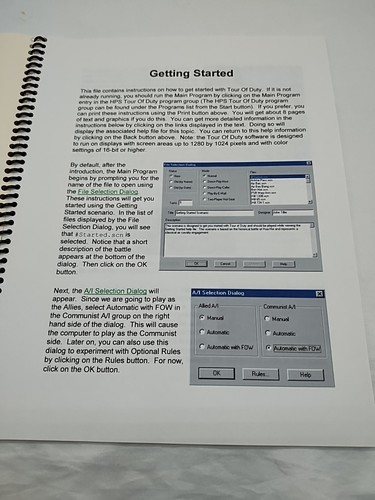 Getting Started
This file contains instructions on how to get started with Tour Of Duty. If it is not
already running, you should run the Main Program by clicking on the Main Program
entry in the HPS Tour Of Duty program group (The HPS Tour Of Duty program
group can be found under the Programs list from the Start button). If you prefer, you
can print these instructions using the Print button above. You will get about 8 pages
of text and graphics if you do this. You can get more detailed information in the
instructions below by clicking on the links displayed in the text. Doing so will
display the associated help file for this topic. You can return to this help information
by clicking on the Back button above. Note: the Tour Of Duty software is designed
to run on displays with screen areas up to 1280 by 1024 pixels and with color
settings of 16-bit or higher.
By default, after the
introduction, the Main Program
begins by prompting you for the
name of the file to open using
the File Selection Dialog.
These instructions will get you
started using the Getting
Started scenario. In the list of
files displayed by the File
Selection Dialog, you will see
that #Started.scn is
selected. Notice that a short
description of the battle
appears at the bottom of the
dialog. Then click on the OK
button.
File Selection Dialog
Title: Getting Started Scenario
Designer: John Tiller
Description:
OK
Cancel
Help
Next, the A/I Selection Dialog will
appear. Since we are going to play as
the Allies, select Automatic with FOW
in the Communist A/I group on the right
hand side of the dialog. This will cause
the computer to play as the Communist
side. Later on, you can also use this
dialog to experiment with Optional Rules
by clicking on the Rules button. For now,
click on the OK button.
A/I Selection Dialog
Allied A/I
Communist A/I
Manual
Manual
Automatic
Automatic
Automatic with FOW
Automatic with FOW
OK
Rules...
Help